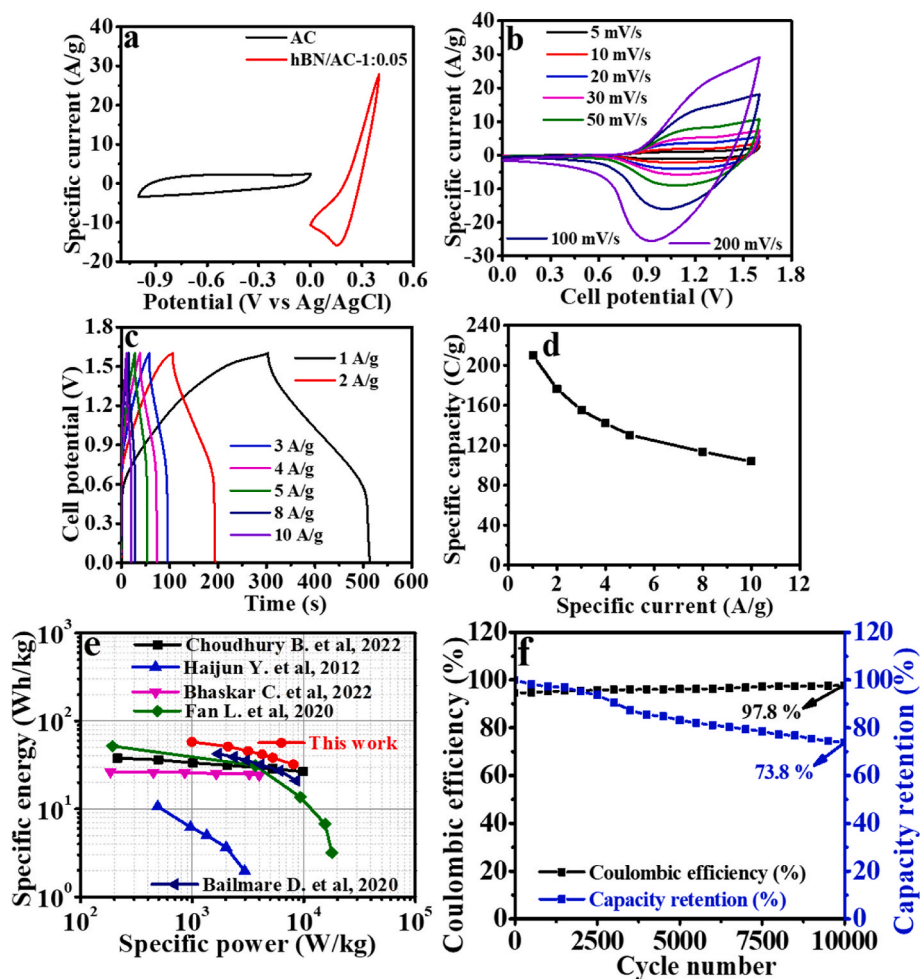 a
AC
hBN/AC-1:0.05
Specific current (A/g)
40
30
20
10
0
-10
-20
-0.9 -0.6 -0.3 0.0 0.3
Potential (V vs Ag/AgCl)
b
5 mV/s
10 mV/s
20 mV/s
30 mV/s
50 mV/s
100 mV/s
200 mV/s
Specific current (A/g)
40
30
20
10
0
-10
-20
-30
0.0 0.3 0.6 0.9 1.2 1.5 1.8
Cell potential (V)
c
1 A/g
2 A/g
3 A/g
4 A/g
5 A/g
8 A/g
10 A/g
Cell potential (V)
1.8
1.5
1.2
0.9
0.6
0.3
0.0
0 100 200 300 400 500 600
Time (s)
d
Specific capacity (C/g)
240
200
160
120
80
40
0
0 2 4 6 8 10 12
Specific current (A/g)
e
Choudhury B. et al, 2022
Haijun Y. et al, 2012
Bhaskar C. et al, 2022
Fan L. et al, 2020
This work
Bailmare D. et al, 2020
Specific energy (Wh/kg)
10³
10²
10¹
10⁰
10² 10³ 10⁴ 10⁵
Specific power (W/kg)
f
97.8 %
73.8 %
Coulombic efficiency (%)
Capacity retention (%)
Coulombic efficiency (%)
120
100
80
60
40
20
0
0 2500 5000 7500 10000
Cycle number
120
100
80
60
40
20
0
Capacity retention (%)